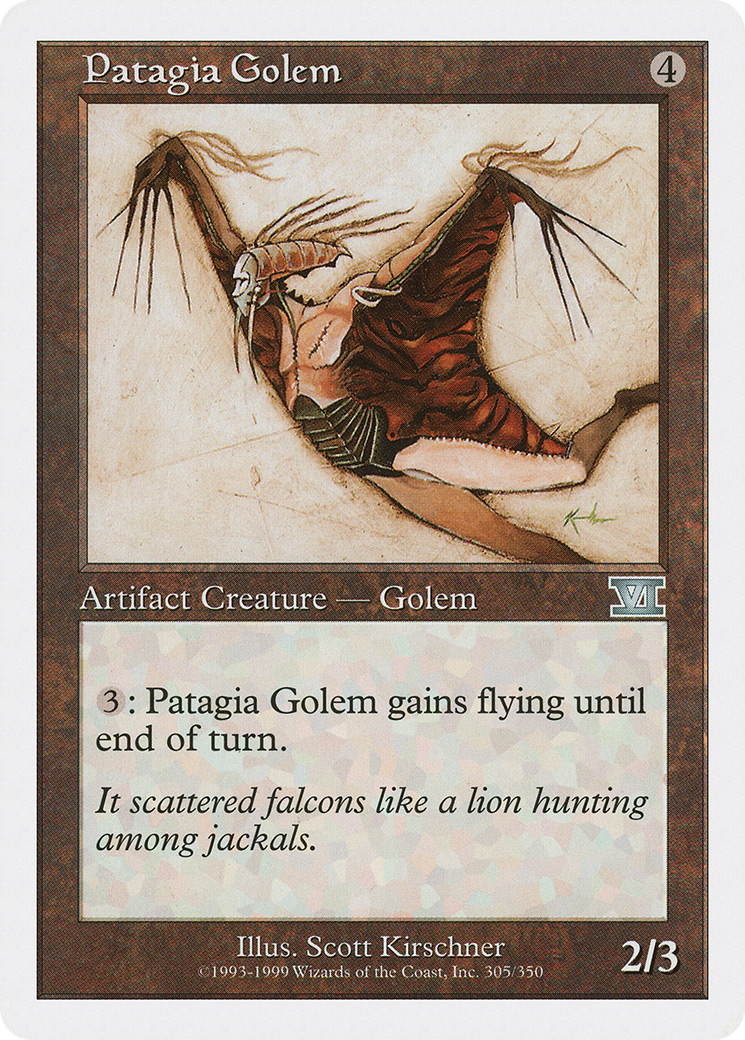 Patagia Golem
4
Artifact Creature — Golem
VI
3: Patagia Golem gains flying until
end of turn.
It scattered falcons like a lion hunting
among jackals.
Illus. Scott Kirschner
©1993-1999 Wizards of the Coast, Inc. 305/350
2/3